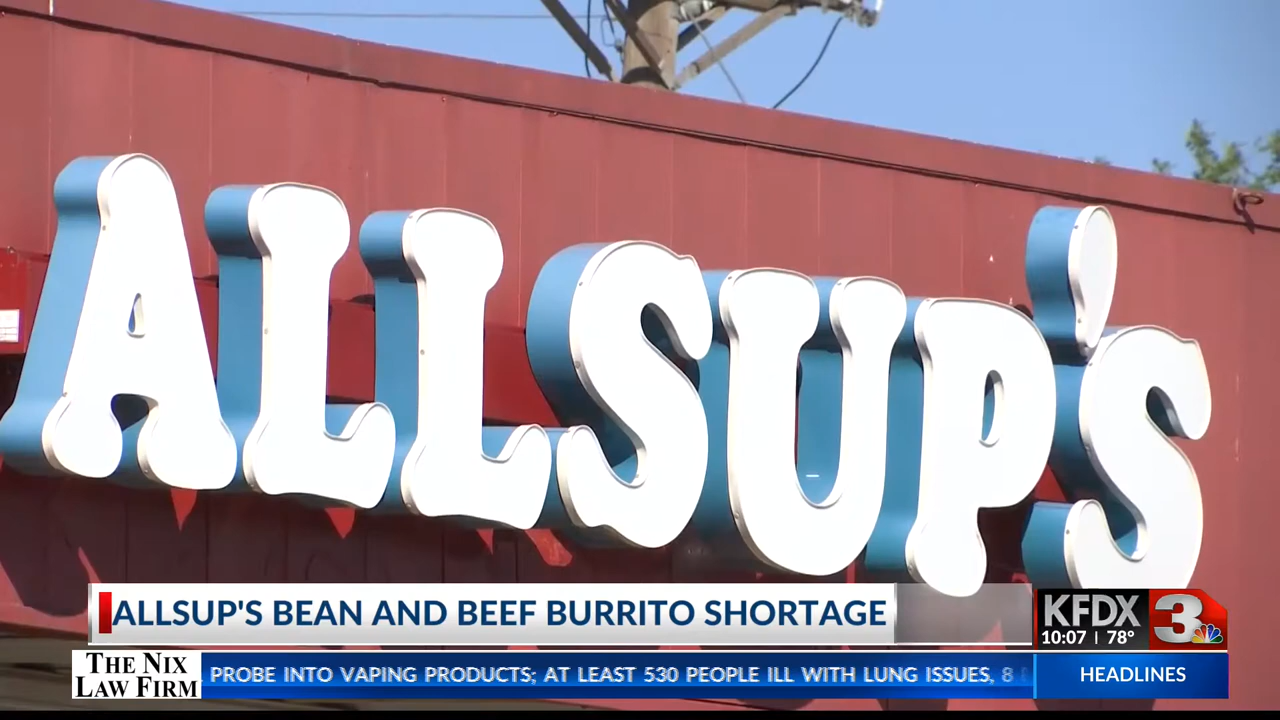 ALLSUP'S
ALLSUP'S BEAN AND BEEF BURRITO SHORTAGE
KFDX 3
10:07 | 78°
THE NIX
LAW FIRM
PROBE INTO VAPING PRODUCTS; AT LEAST 530 PEOPLE ILL WITH LUNG ISSUES, 8
HEADLINES